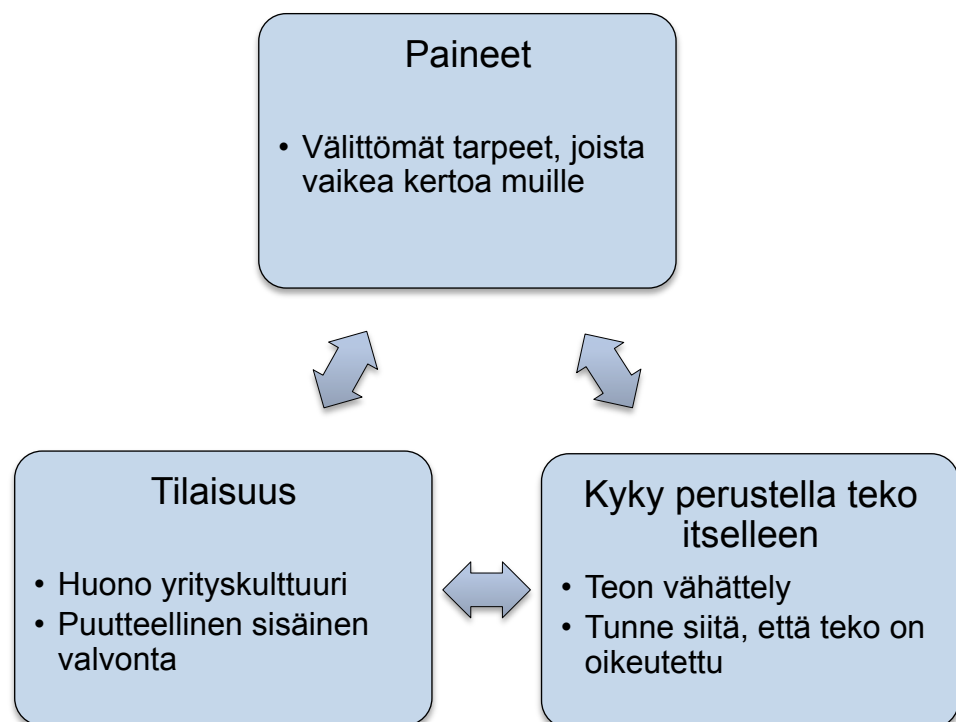 Paineet
• Välittömät tarpeet, joista
vaikea kertoa muille
Tilaisuus
• Huono yrityskulttuuri
• Puutteellinen sisäinen
valvonta
Kyky perustella teko
itselleen
• Teon vähättely
• Tunne siitä, että teko on
oikeutettu